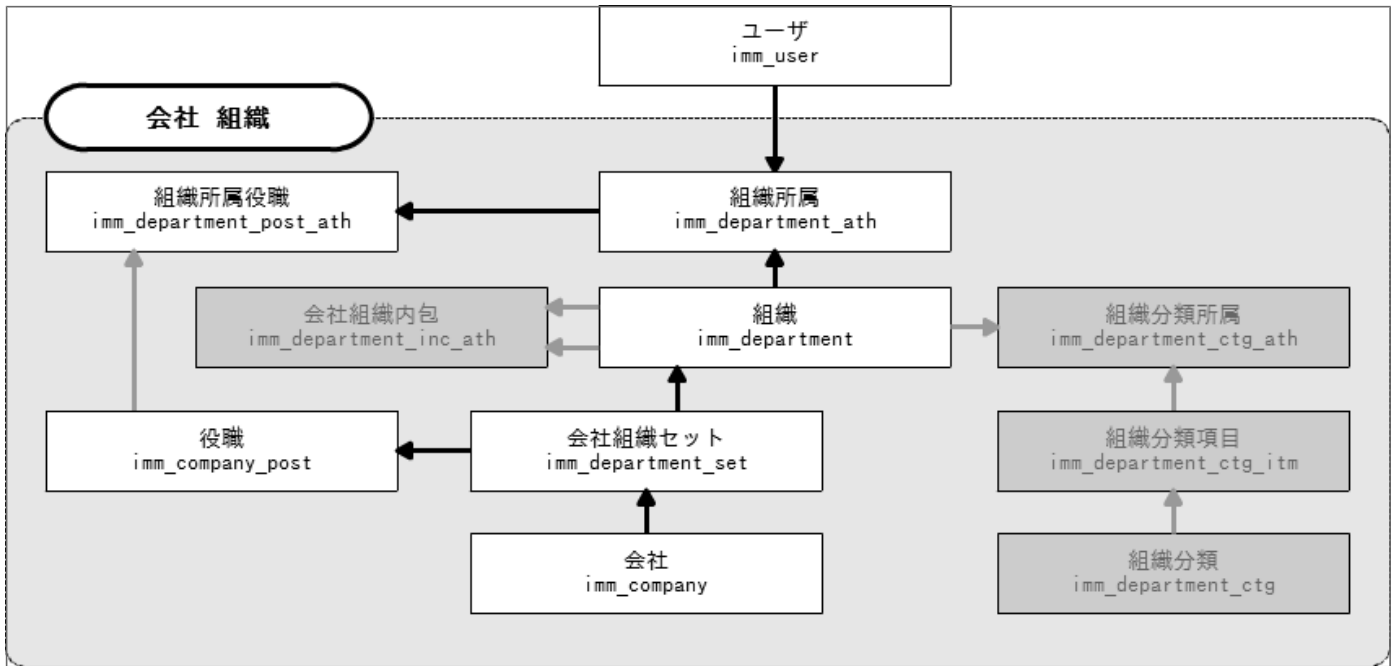 ユーザ
imm_user
会社 組織
組織所属役職
imm_department_post_ath
組織所属
imm_department_ath
会社組織内包
imm_department_inc_ath
組織
imm_department
組織分類所属
imm_department_ctg_ath
役職
imm_company_post
会社組織セット
imm_department_set
組織分類項目
imm_department_ctg_itm
会社
imm_company
組織分類
imm_department_ctg